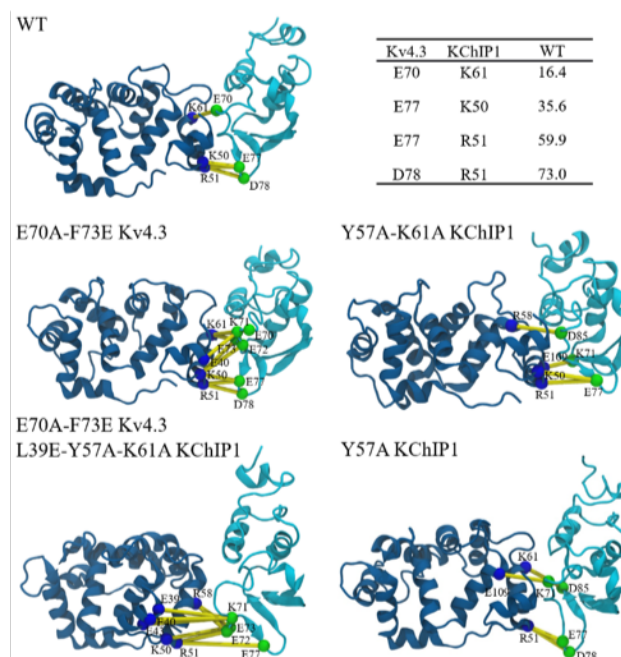 WT
Kv4.3 KChIP1 WT
E70 K61 16.4
E77 K50 35.6
E77 R51 59.9
D78 R51 73.0
K61 E70
K50
R51
E77
D78
E70A-F73E Kv4.3
K61
K71
E70
E72
E40
K50
R51
E77
D78
Y57A-K61A KChIP1
R58
D85
K71
K50
R51
E77
E70A-F73E Kv4.3
L39E-Y57A-K61A KChIP1
E39
R58
K71
E40
E73
E72
K50
R51
E77
Y57A KChIP1
K61
E109
K71
D85
R51
E77
D78